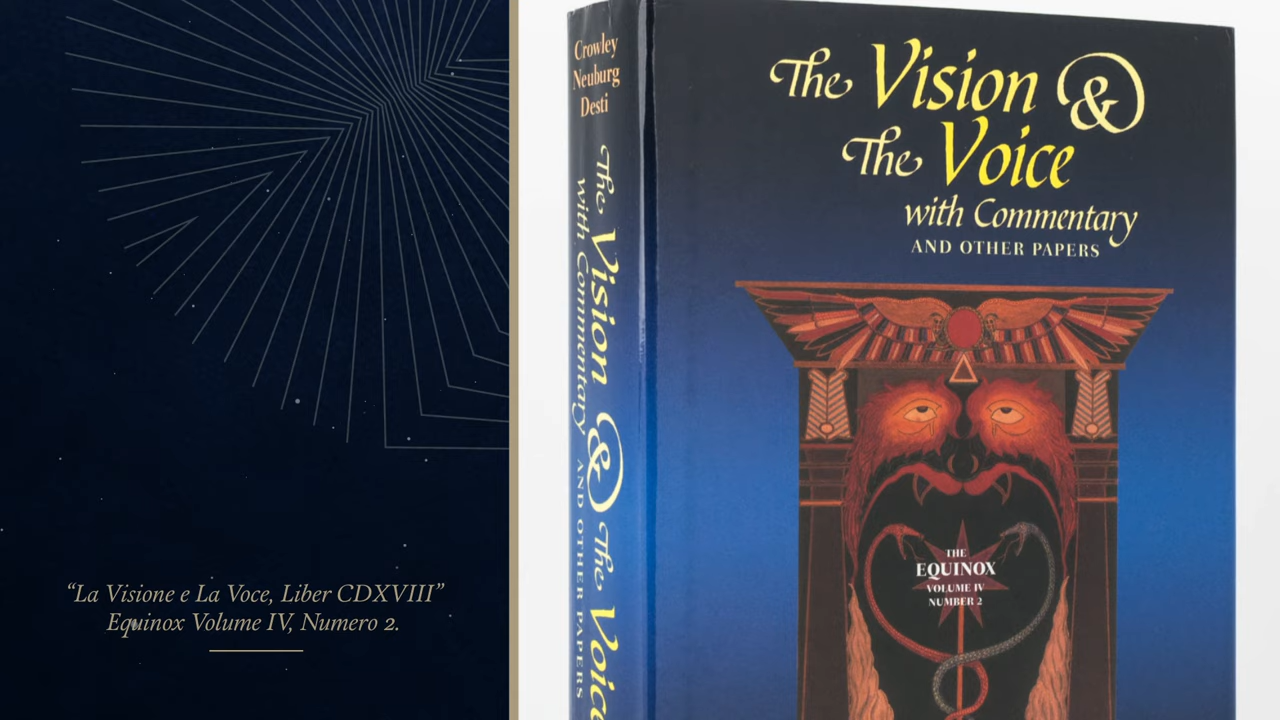 “La Visione e La Voce, Liber CDXVIII”
Equinox Volume IV, Numero 2.
Crowley
Neuburg
Desti
The Vision & The Voice
with Commentary AND OTHER PAPERS
The Vision &
The Voice
with Commentary
AND OTHER PAPERS
THE
EQUINOX
VOLUME IV
NUMBER 2